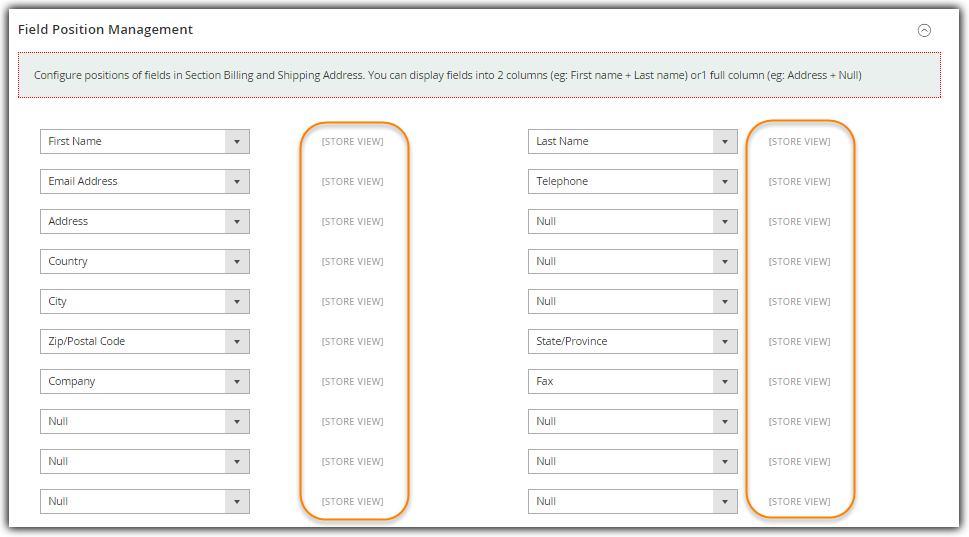 Field Position Management
Configure positions of fields in Section Billing and Shipping Address. You can display fields into 2 columns (eg: First name + Last name) or1 full column (eg: Address + Null)
First Name [STORE VIEW] Last Name [STORE VIEW]
Email Address [STORE VIEW] Telephone [STORE VIEW]
Address [STORE VIEW] Null [STORE VIEW]
Country [STORE VIEW] Null [STORE VIEW]
City [STORE VIEW] Null [STORE VIEW]
Zip/Postal Code [STORE VIEW] State/Province [STORE VIEW]
Company [STORE VIEW] Fax [STORE VIEW]
Null [STORE VIEW] Null [STORE VIEW]
Null [STORE VIEW] Null [STORE VIEW]
Null [STORE VIEW] Null [STORE VIEW]